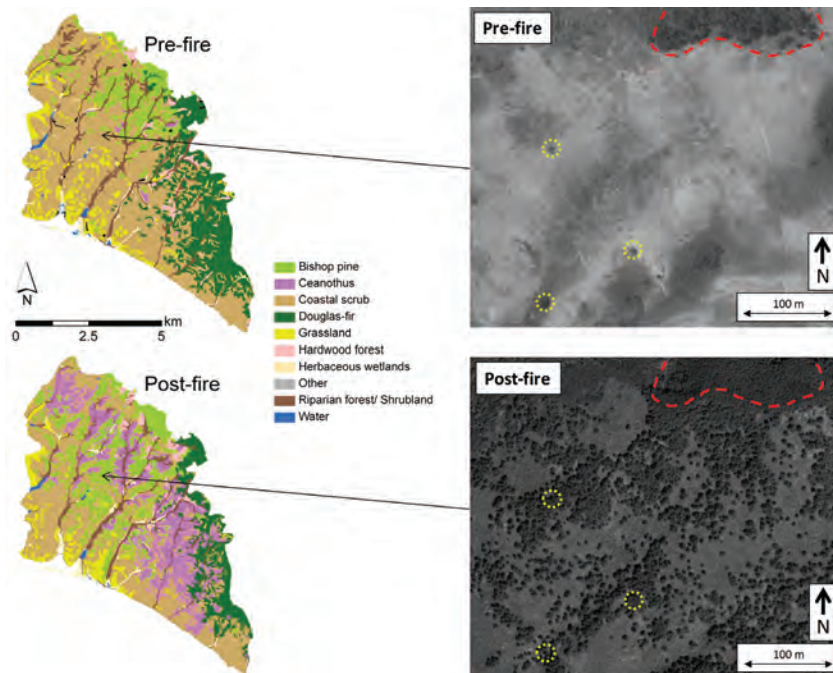 Pre-fire
Pre-fire
N
100 m
N
km
0 2.5 5
Bishop pine
Ceanothus
Coastal scrub
Douglas-fir
Grassland
Hardwood forest
Herbaceous wetlands
Other
Riparian forest/ Shrubland
Water
Post-fire
Post-fire
N
100 m